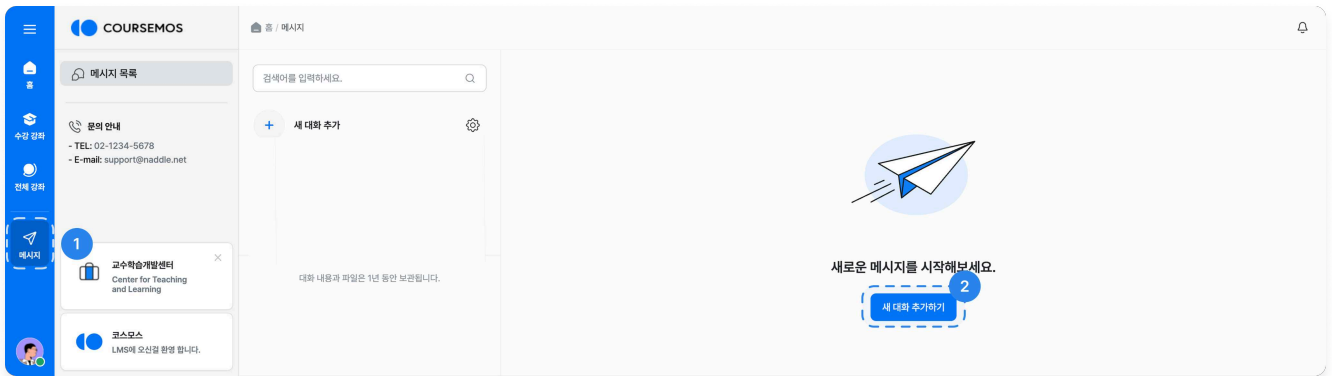 홈
수강 강좌
전체 강좌
메시지
1
COURSEMOS
메시지 목록
문의 안내
- TEL: 02-1234-5678
- E-mail: support@naddle.net
교수학습개발센터
Center for Teaching
and Learning
코스모스
LMS에 오신걸 환영 합니다.
홈 / 메시지
검색어를 입력하세요.
+ 새 대화 추가
대화 내용과 파일은 1년 동안 보관됩니다.
새로운 메시지를 시작해보세요.
2
새 대화 추가하기